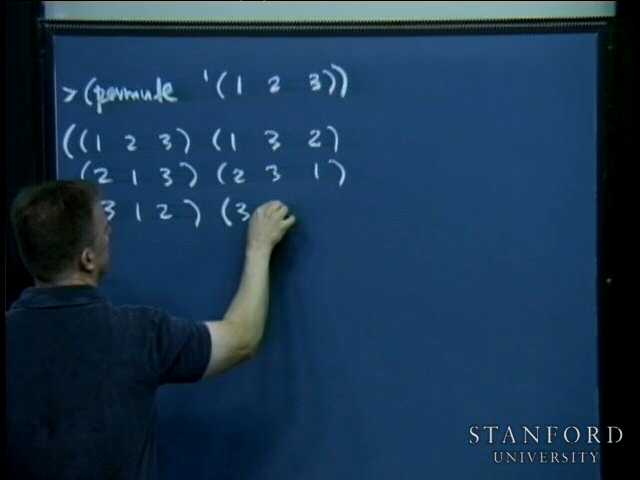 > (permute '(1 2 3))
((1 2 3) (1 3 2)
(2 1 3) (2 3 1)
3 1 2) (3
STANFORD
UNIVERSITY